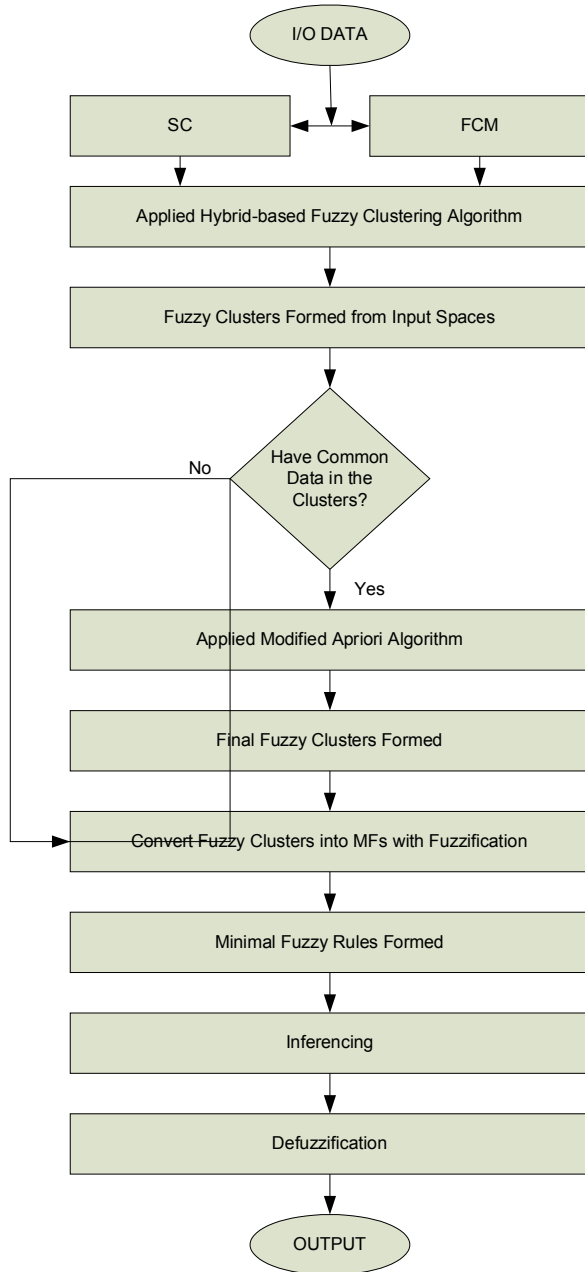 I/O DATA
SC
FCM
Applied Hybrid-based Fuzzy Clustering Algorithm
Fuzzy Clusters Formed from Input Spaces
Have Common
Data in the
Clusters?
No
Yes
Applied Modified Apriori Algorithm
Final Fuzzy Clusters Formed
Convert Fuzzy Clusters into MFs with Fuzzification
Minimal Fuzzy Rules Formed
Inferencing
Defuzzification
OUTPUT